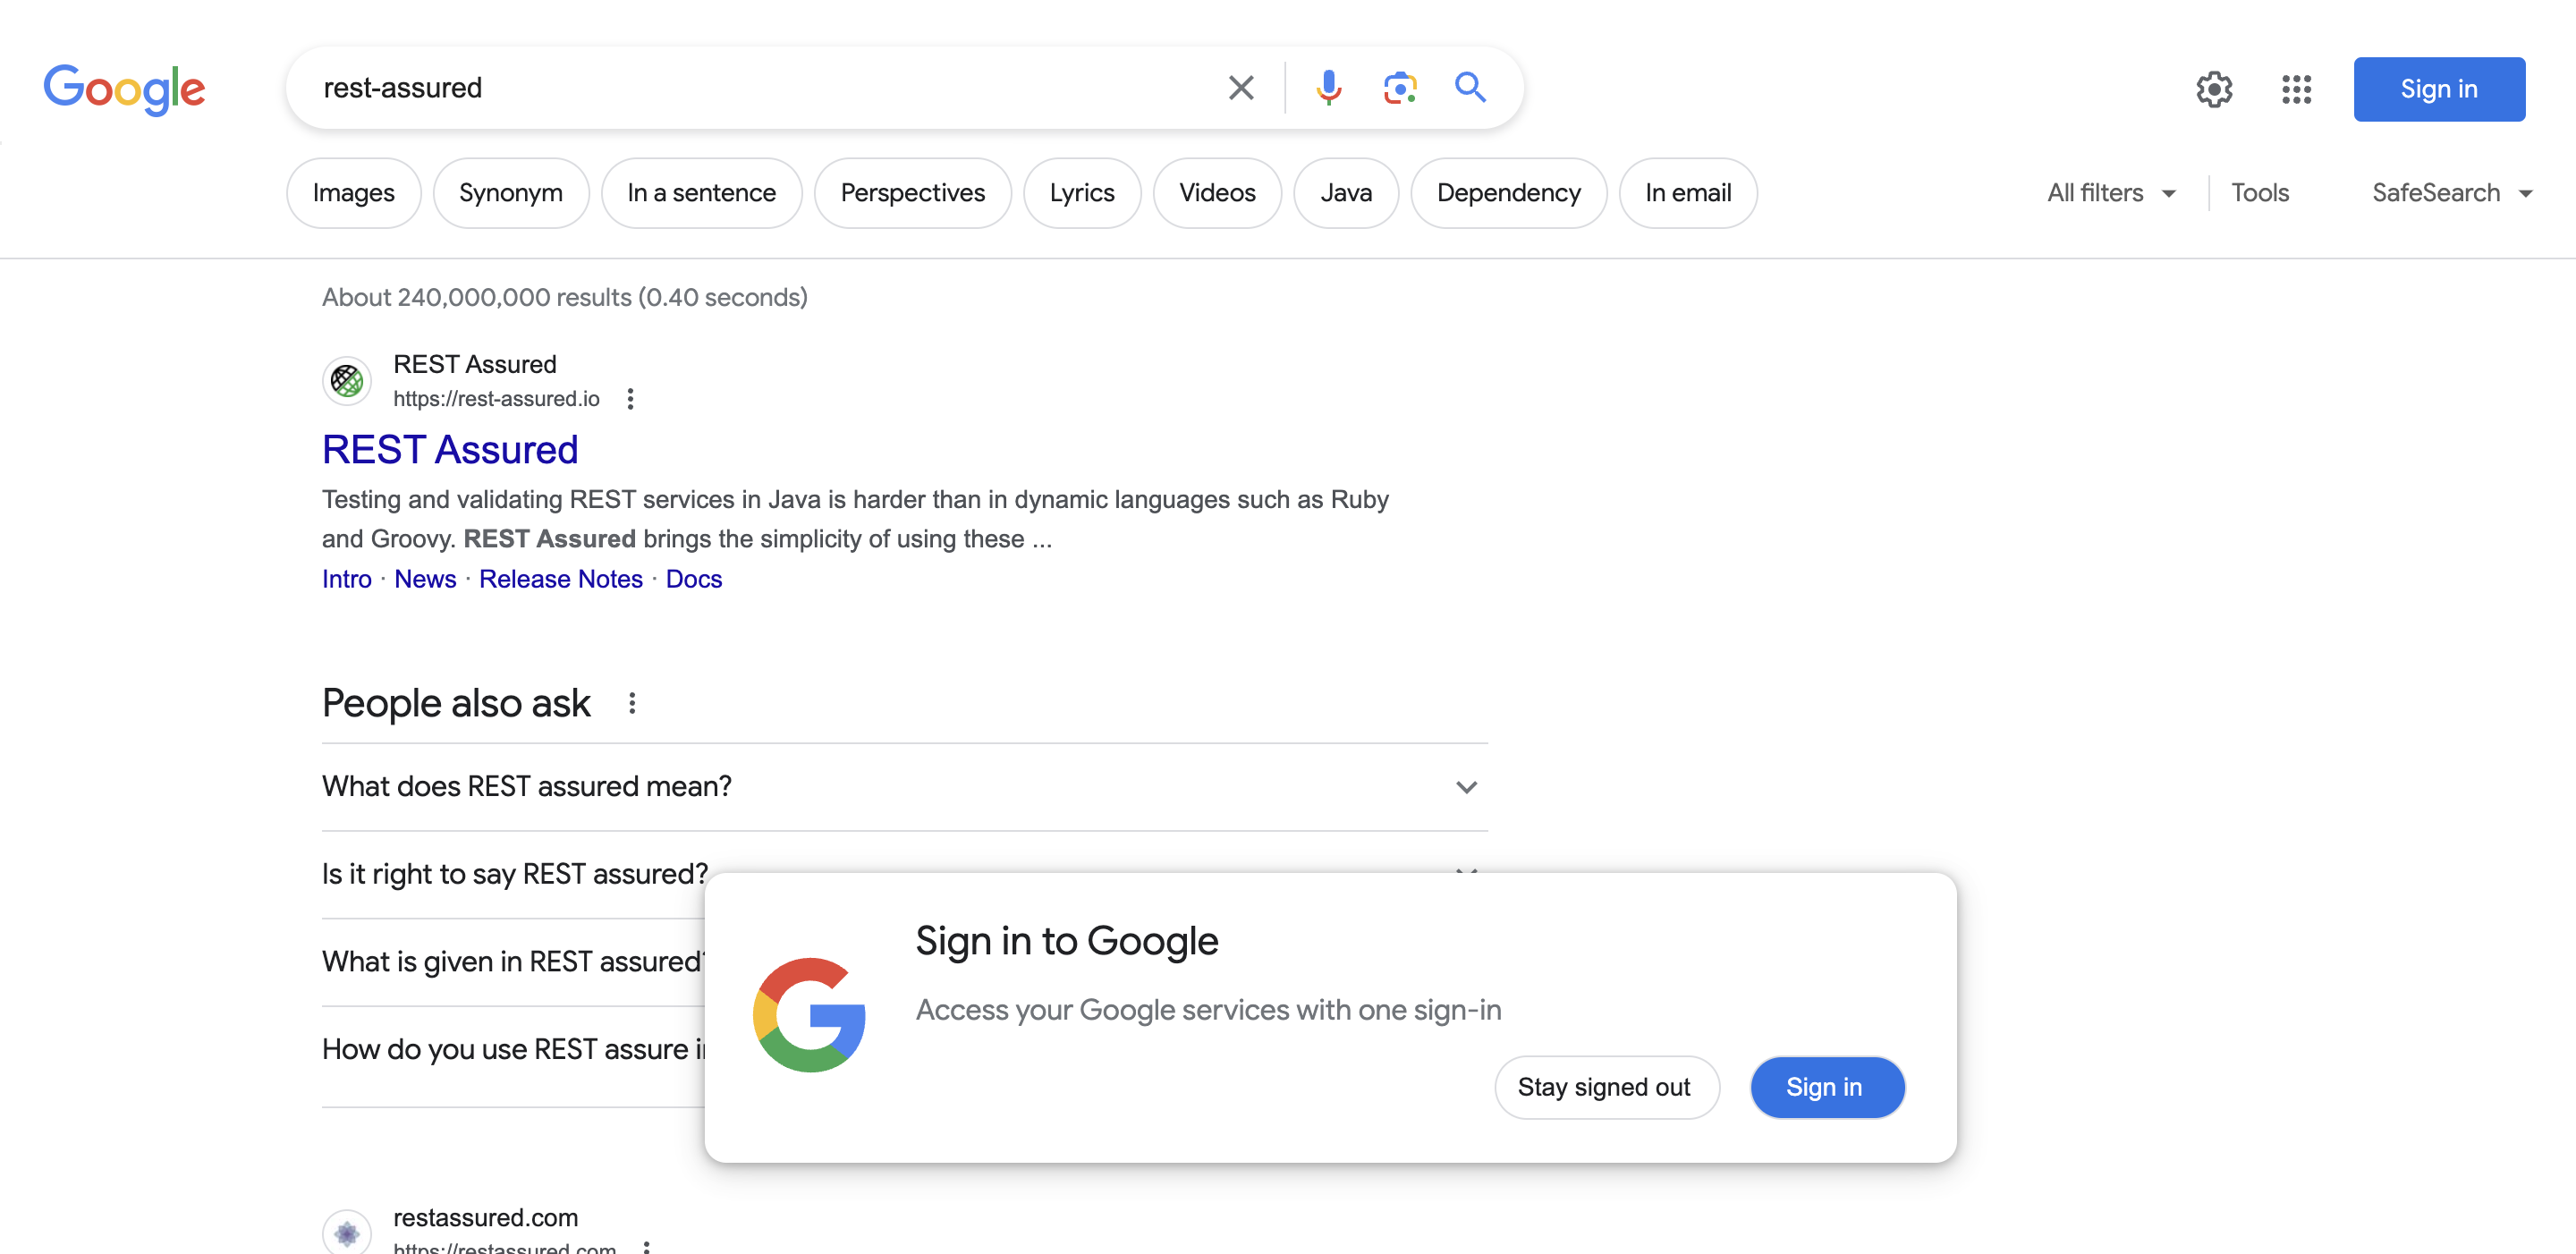 Google
rest-assured
Sign in
Images
Synonym
In a sentence
Perspectives
Lyrics
Videos
Java
Dependency
In email
All filters
Tools
SafeSearch
About 240,000,000 results (0.40 seconds)
REST Assured
https://rest-assured.io
REST Assured
Testing and validating REST services in Java is harder than in dynamic languages such as Ruby
and Groovy. REST Assured brings the simplicity of using these ...
Intro · News · Release Notes · Docs
People also ask
What does REST assured mean?
Is it right to say REST assured?
What is given in REST assured?
How do you use REST assure
Sign in to Google
Access your Google services with one sign-in
Stay signed out
Sign in
restassured.com
https://restassured.com